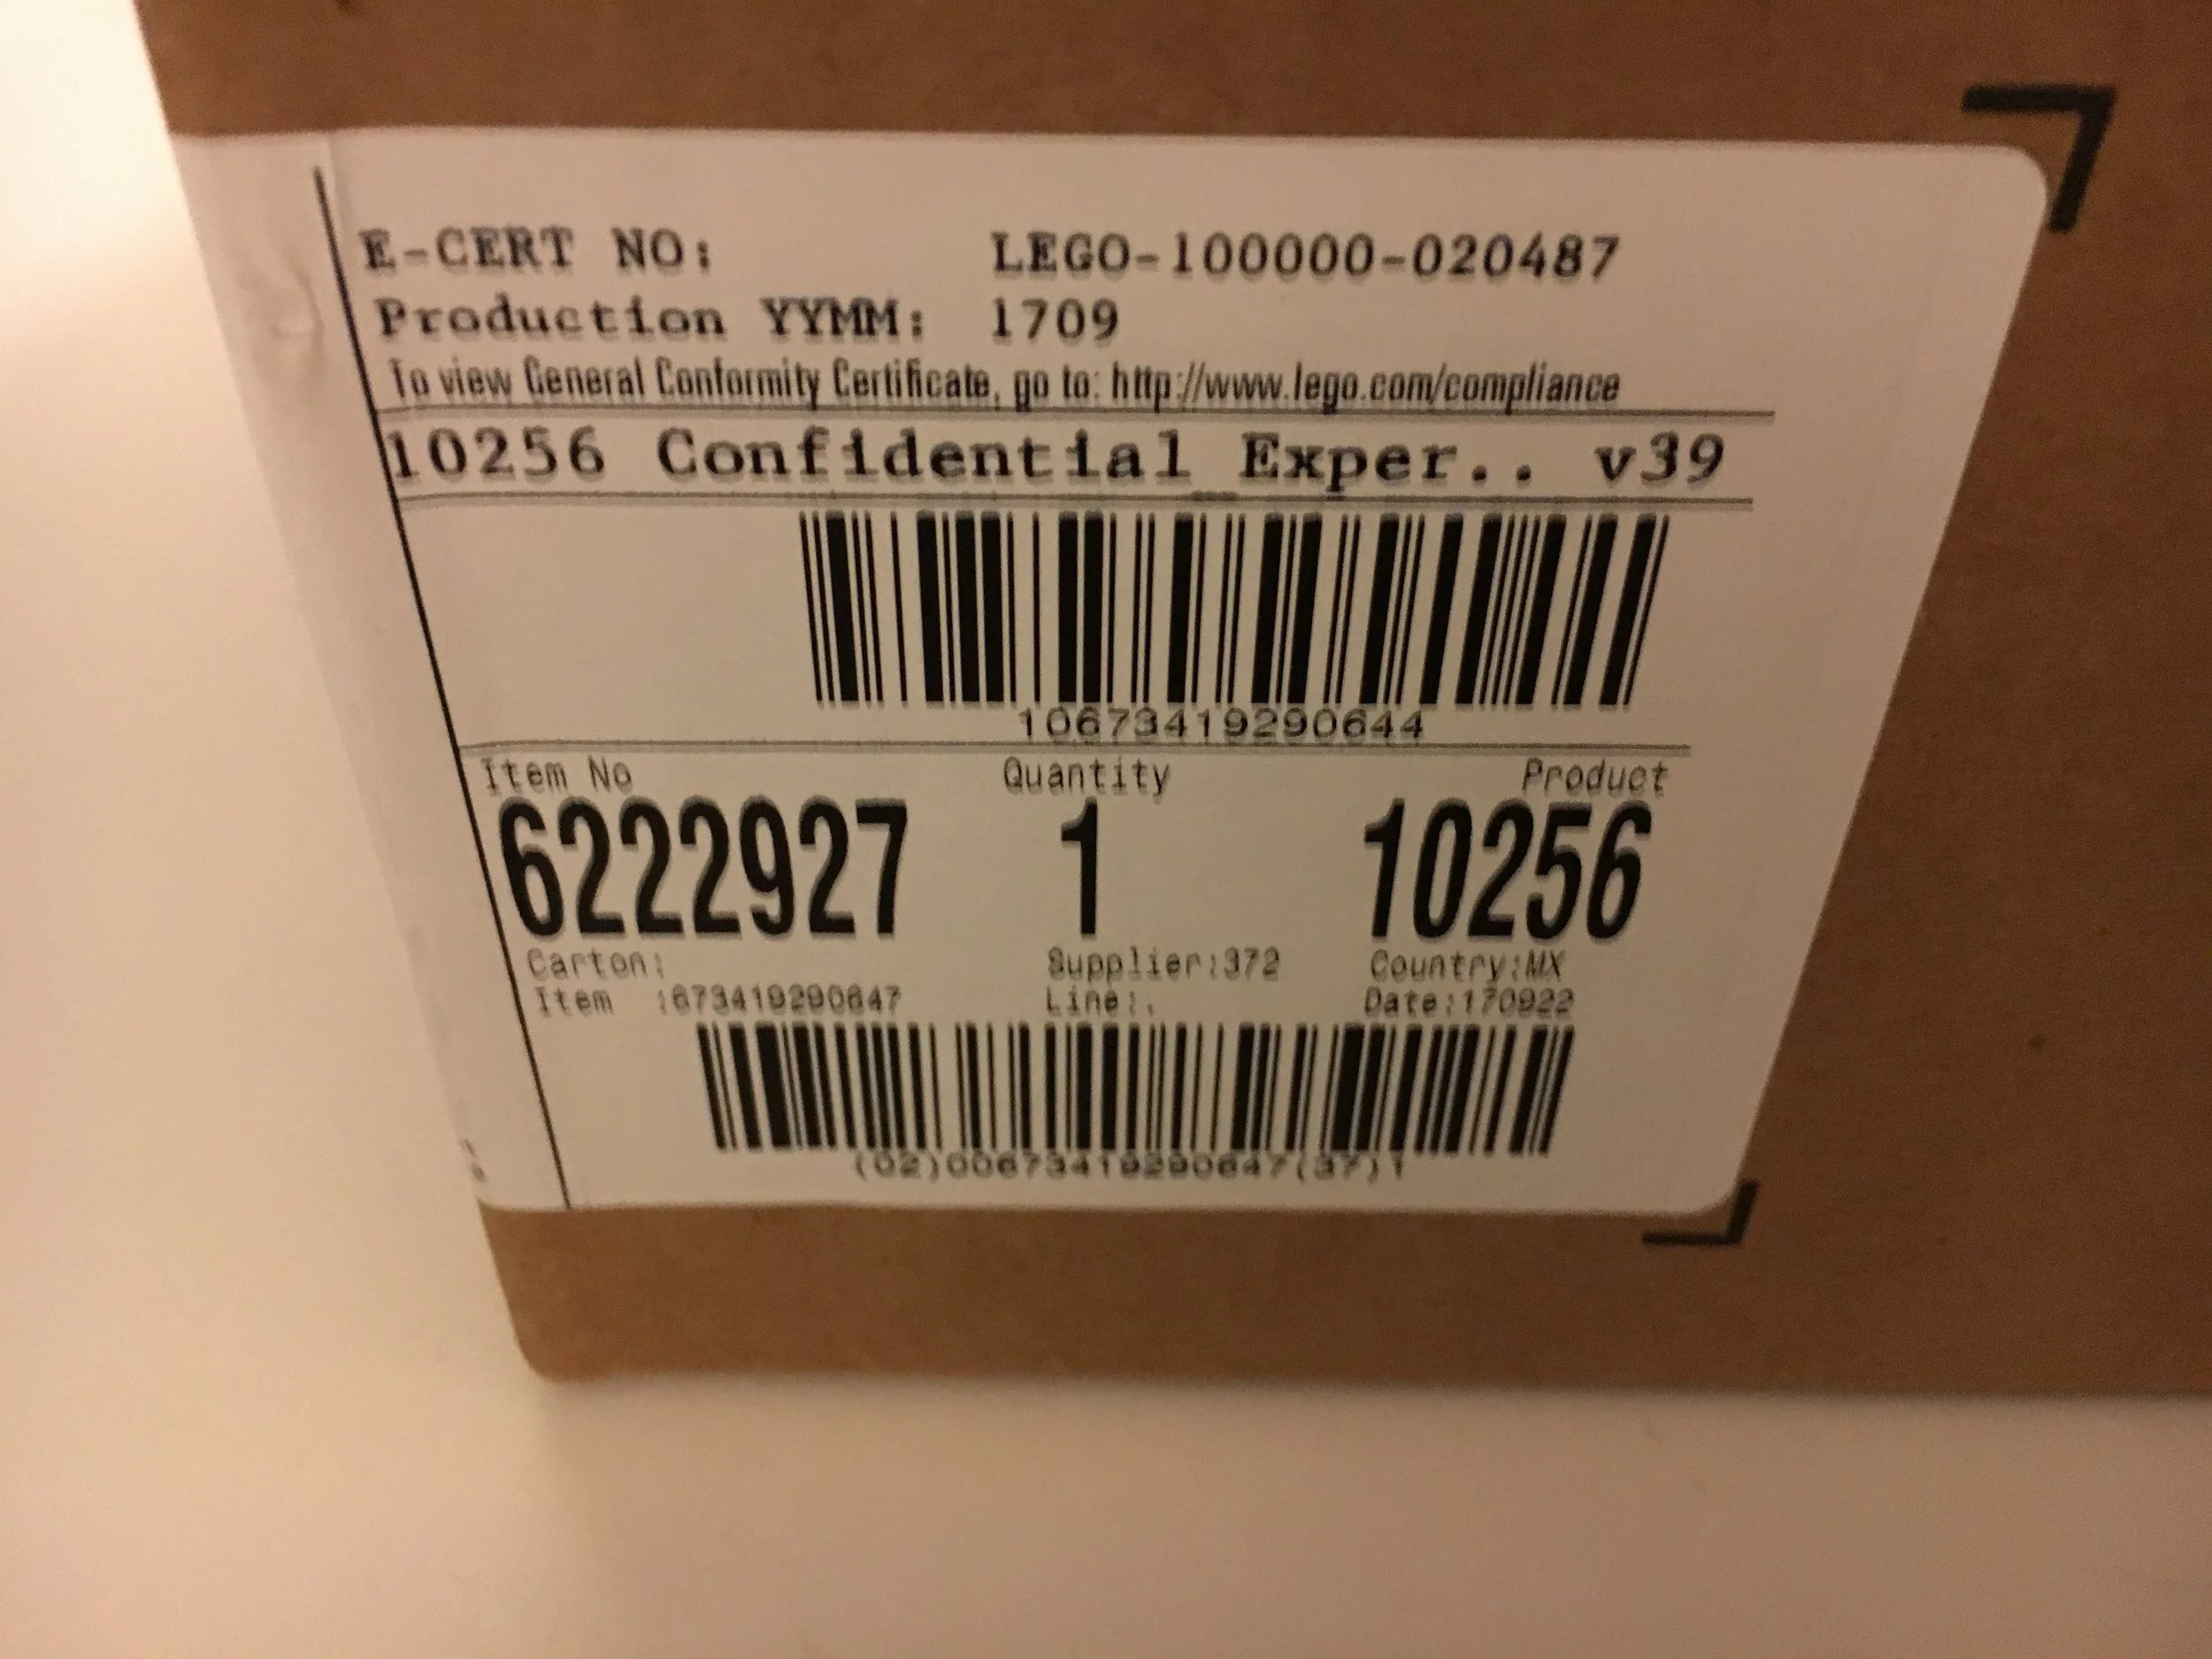 E-CERT NO: LEGO-100000-020487
Production YYMM: 1709
To view General Conformity Certificate, go to: http://www.lego.com/compliance
10256 Confidential_Exper.. v39
10673419290644
Item No Quantity Product
6222927 1 10256
Carton: Supplier:372 Country:MX
Item :673419290647 Line:. Date:170922
(02)00673419290647(37)1